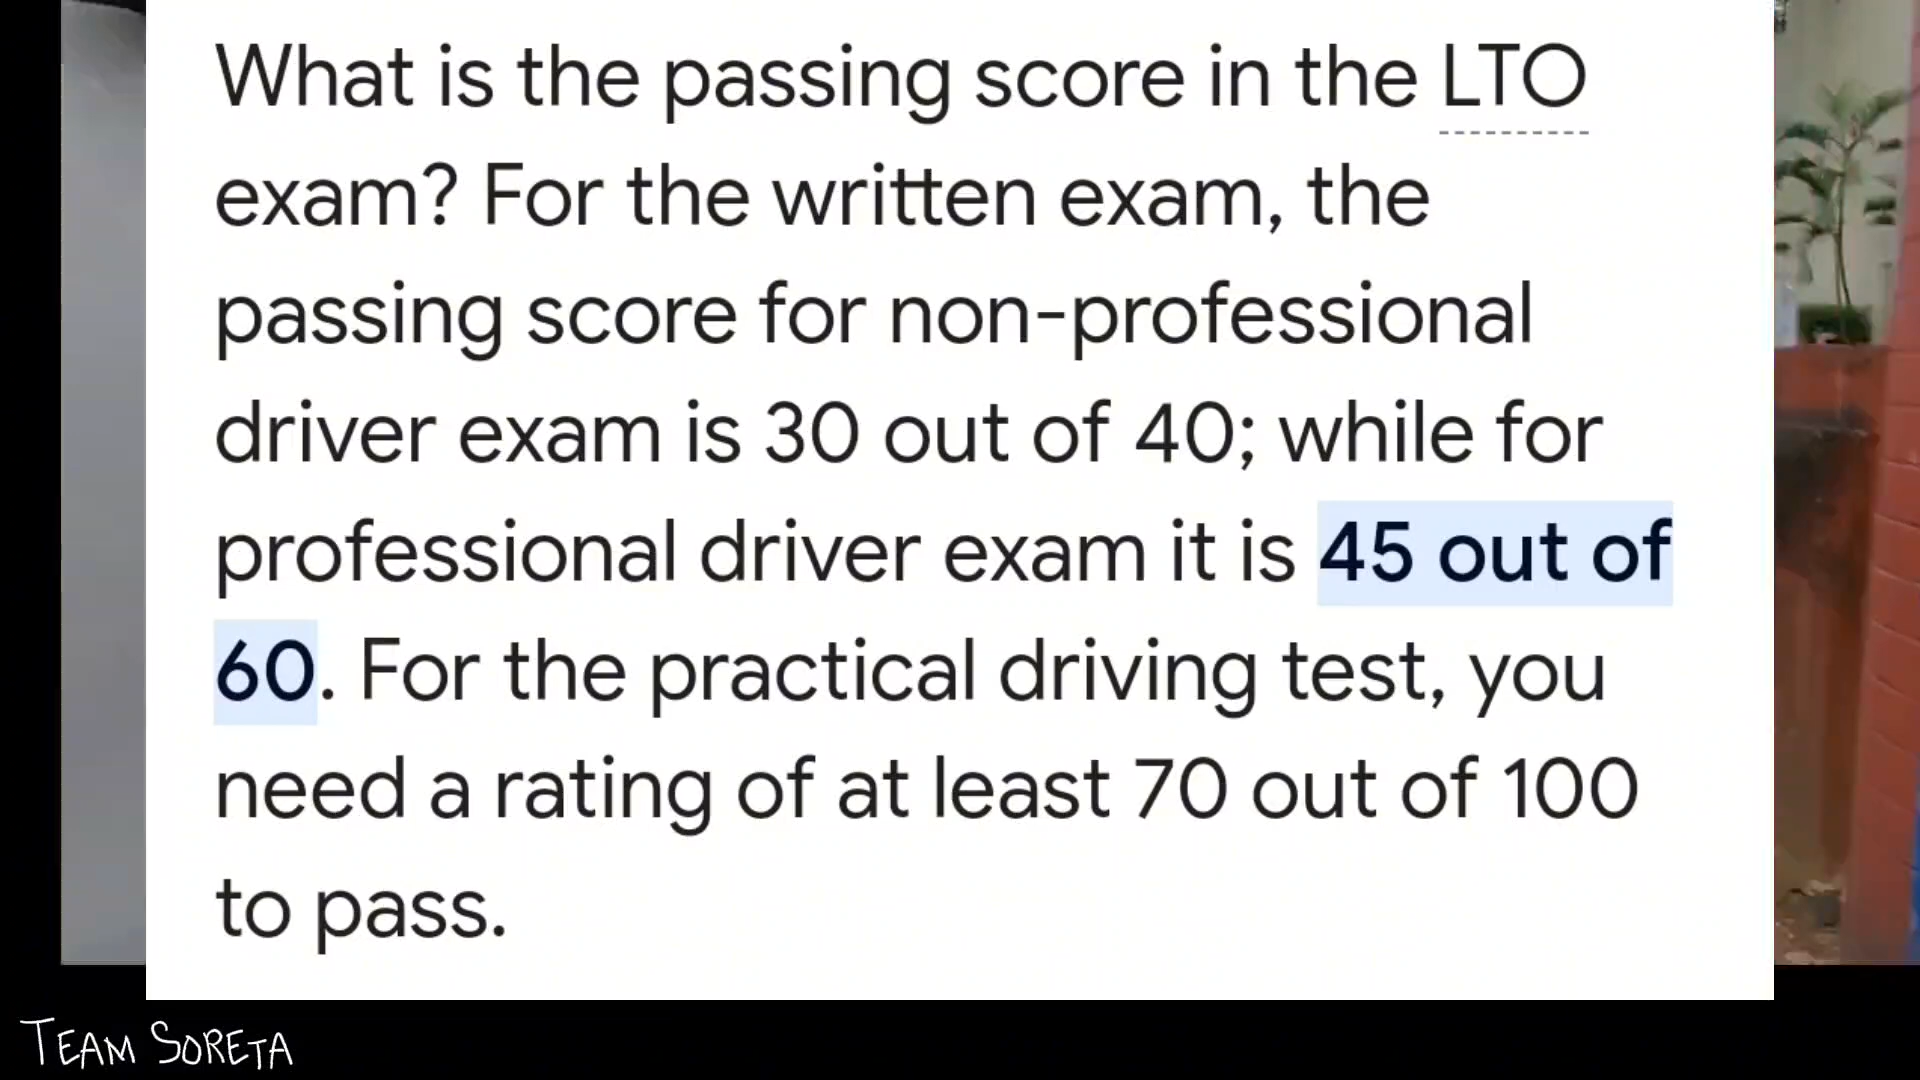 What is the passing score in the LTO
exam? For the written exam, the
passing score for non-professional
driver exam is 30 out of 40; while for
professional driver exam it is 45 out of
60. For the practical driving test, you
need a rating of at least 70 out of 100
to pass.
TEAM SORETA